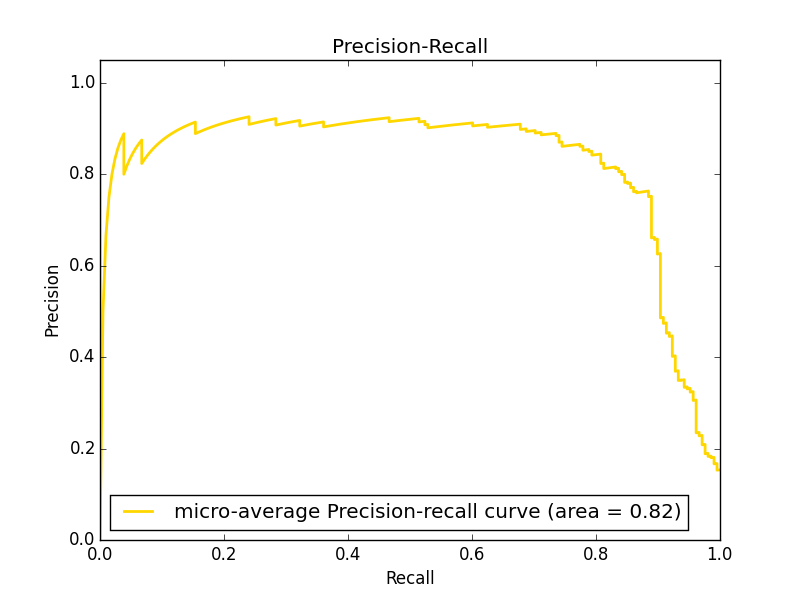 Precision-Recall
1.0
0.8
0.6
0.4
0.2
0.0
Precision
micro-average Precision-recall curve (area = 0.82)
0.0 0.2 0.4 0.6 0.8 1.0
Recall